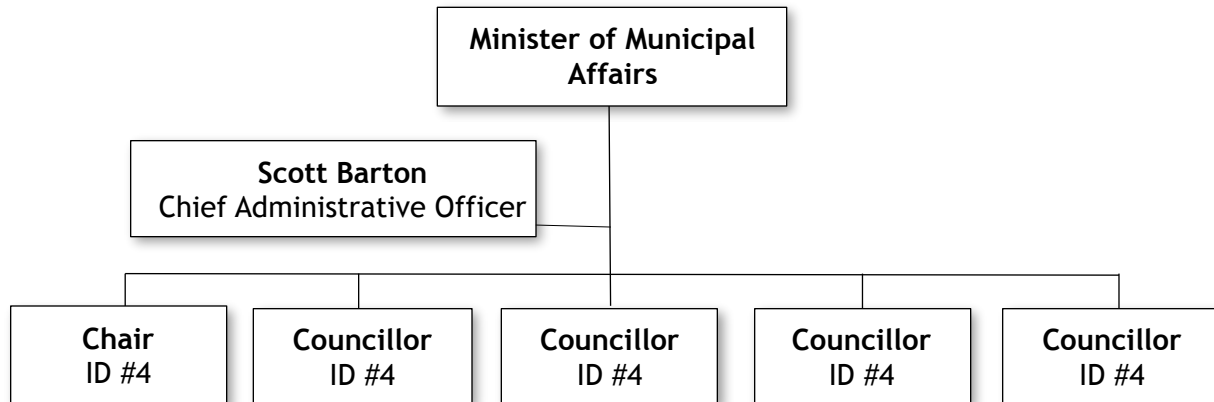 Minister of Municipal
Affairs
Scott Barton
Chief Administrative Officer
Chair
ID #4
Councillor
ID #4
Councillor
ID #4
Councillor
ID #4
Councillor
ID #4